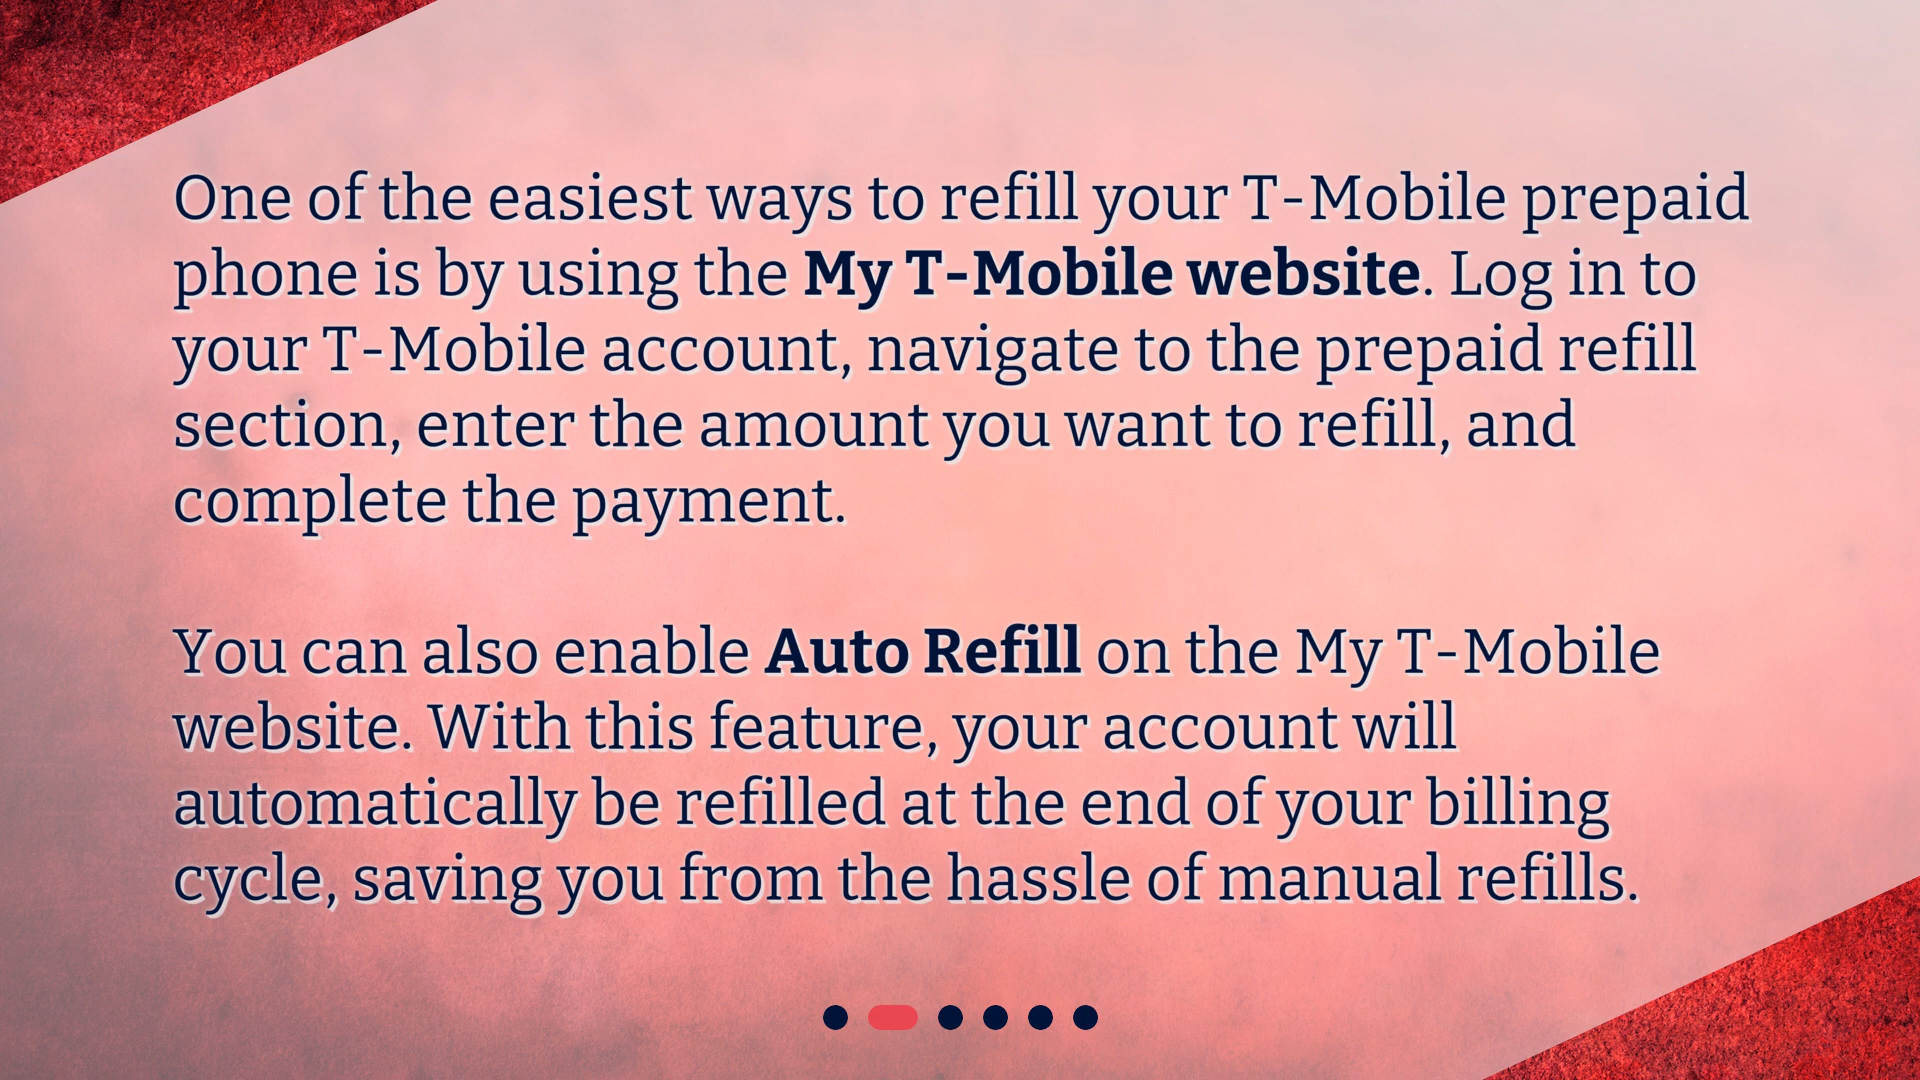 One of the easiest ways to refill your T-Mobile prepaid
phone is by using the My T-Mobile website. Log in to
your T-Mobile account, navigate to the prepaid refill
section, enter the amount you want to refill, and
complete the payment.
You can also enable Auto Refill on the My T-Mobile
website. With this feature, your account will
automatically be refilled at the end of your billing
cycle, saving you from the hassle of manual refills.